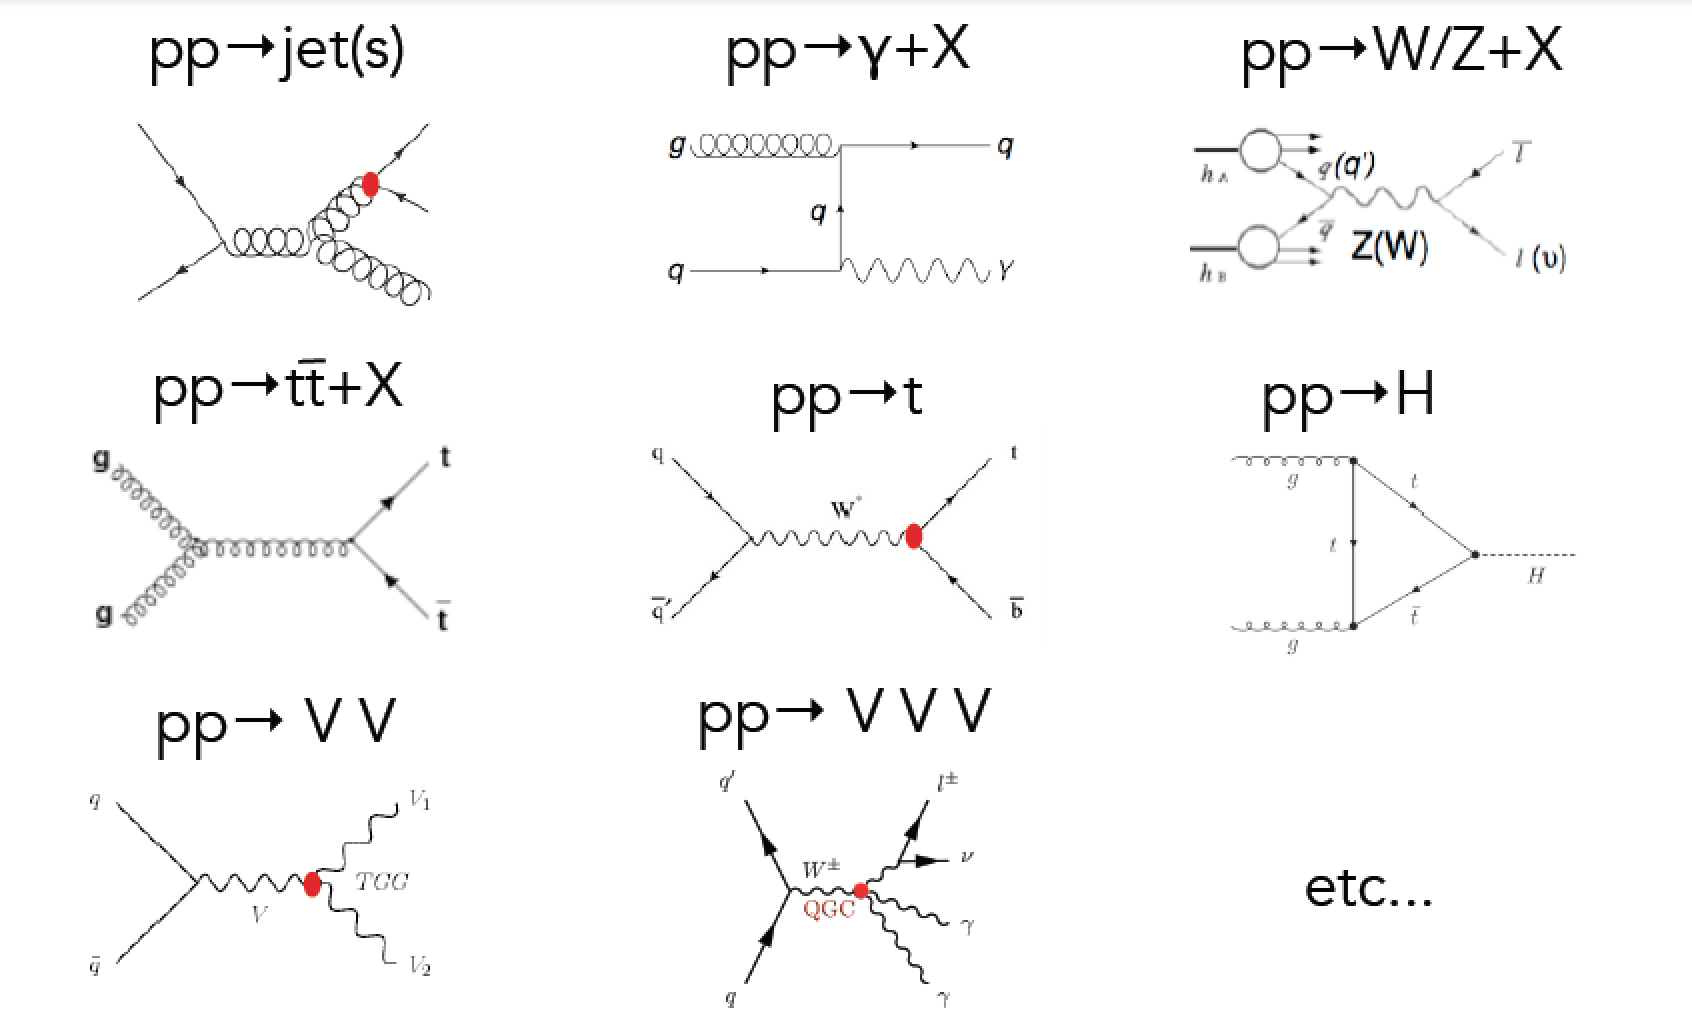 pp→jet(s)
pp→γ+X
pp→W/Z+X
g
q
q
q
γ
h A
q(q')
l̅
h B
q̅
Z(W)
l (υ)
pp→tt̅+X
pp→t
pp→H
g
t
g
t̅
q
t
W*
q̅'
b̅
g
t
t
H
t̅
g
pp→ V V
pp→ V V V
q
V₁
TGC
V
q̅
V₂
q'
l±
W±
ν
QGC
γ
q
γ
etc...